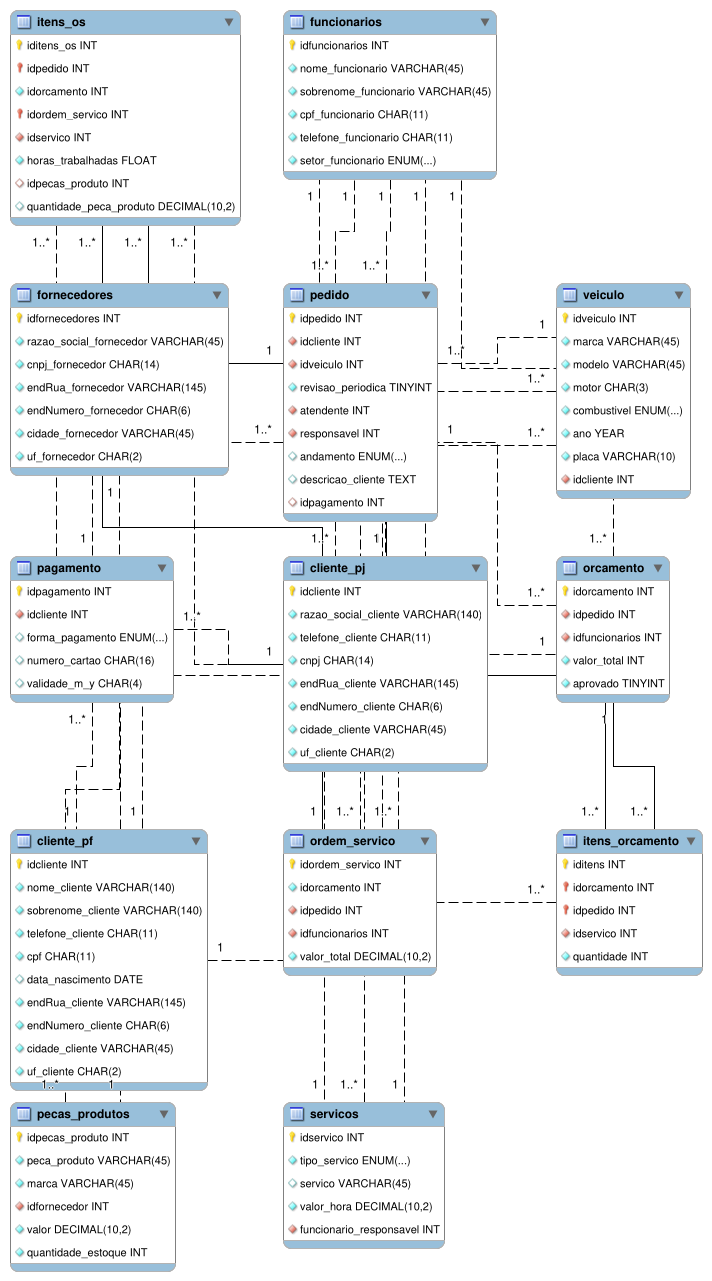 itens_os
iditens_os INT
idpedido INT
idorcamento INT
idordem_servico INT
idservico INT
horas_trabalhadas FLOAT
idpecas_produto INT
quantidade_peca_produto DECIMAL(10,2)
funcionarios
idfuncionarios INT
nome_funcionario VARCHAR(45)
sobrenome_funcionario VARCHAR(45)
cpf_funcionario CHAR(11)
telefone_funcionario CHAR(11)
setor_funcionario ENUM(...)
1 1 1 1 1
1..* 1..* 1..* 1..*
1..* 1..*
fornecedores
idfornecedores INT
razao_social_fornecedor VARCHAR(45)
cnpj_fornecedor CHAR(14)
endRua_fornecedor VARCHAR(145)
endNumero_fornecedor CHAR(6)
cidade_fornecedor VARCHAR(45)
uf_fornecedor CHAR(2)
1
1..*
pedido
idpedido INT
idcliente INT
idveiculo INT
revisao_periodica TINYINT
atendente INT
responsavel INT
andamento ENUM(...)
descricao_cliente TEXT
idpagamento INT
1
1..*
1..*
1 1..*
veiculo
idveiculo INT
marca VARCHAR(45)
modelo VARCHAR(45)
motor CHAR(3)
combustivel ENUM(...)
ano YEAR
placa VARCHAR(10)
idcliente INT
1
1 1..* 1 1..*
pagamento
idpagamento INT
idcliente INT
forma_pagamento ENUM(...)
numero_cartao CHAR(16)
validade_m_y CHAR(4)
1..*
1
cliente_pj
idcliente INT
razao_social_cliente VARCHAR(140)
telefone_cliente CHAR(11)
cnpj CHAR(14)
endRua_cliente VARCHAR(145)
endNumero_cliente CHAR(6)
cidade_cliente VARCHAR(45)
uf_cliente CHAR(2)
1..*
1
orcamento
idorcamento INT
idpedido INT
idfuncionarios INT
valor_total INT
aprovado TINYINT
1..*
1
1 1 1 1..* 1..* 1..* 1..*
cliente_pf
idcliente INT
nome_cliente VARCHAR(140)
sobrenome_cliente VARCHAR(140)
telefone_cliente CHAR(11)
cpf CHAR(11)
data_nascimento DATE
endRua_cliente VARCHAR(145)
endNumero_cliente CHAR(6)
cidade_cliente VARCHAR(45)
uf_cliente CHAR(2)
1
ordem_servico
idordem_servico INT
idorcamento INT
idpedido INT
idfuncionarios INT
valor_total DECIMAL(10,2)
1..*
itens_orcamento
iditens INT
idorcamento INT
idpedido INT
idservico INT
quantidade INT
1..* 1 1 1..* 1
pecas_produtos
idpecas_produto INT
peca_produto VARCHAR(45)
marca VARCHAR(45)
idfornecedor INT
valor DECIMAL(10,2)
quantidade_estoque INT
servicos
idservico INT
tipo_servico ENUM(...)
servico VARCHAR(45)
valor_hora DECIMAL(10,2)
funcionario_responsavel INT